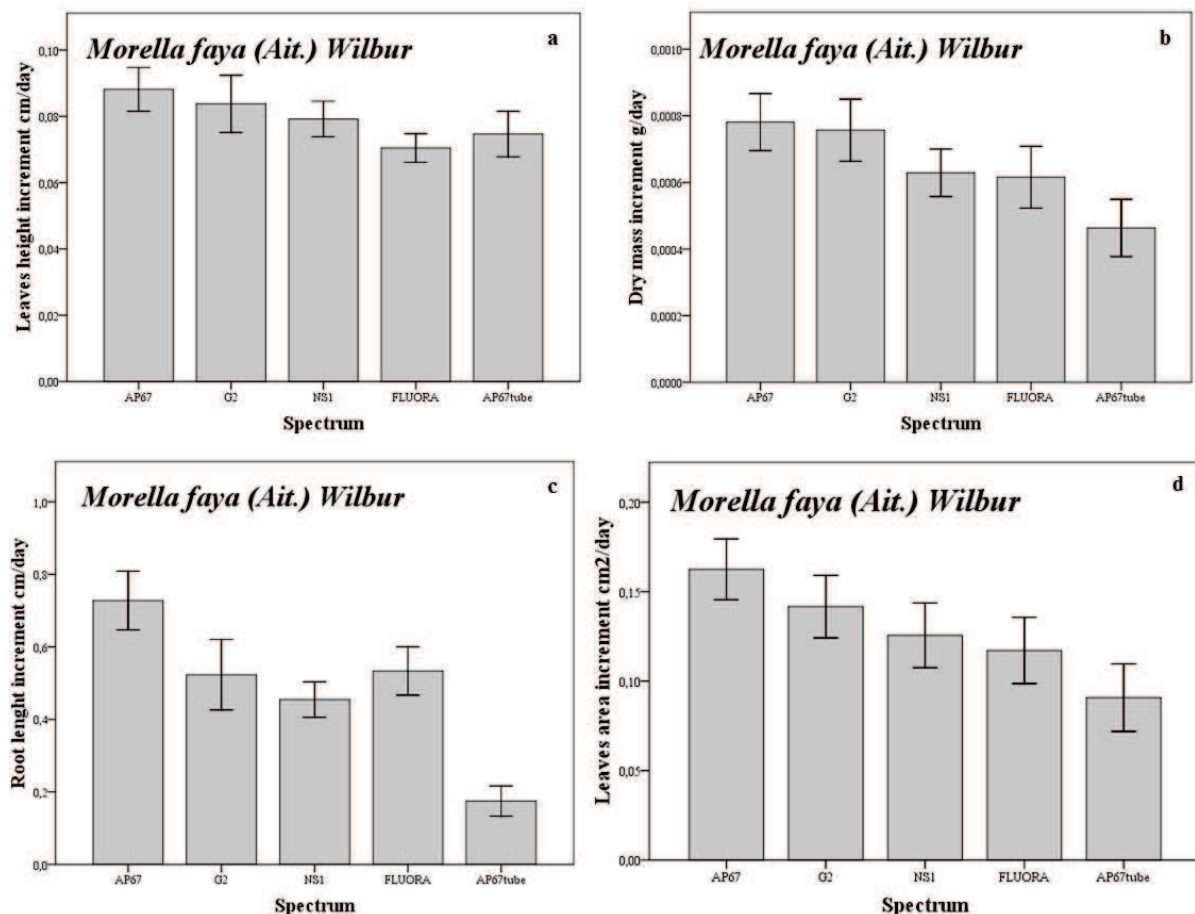 Morella faya (Ait.) Wilbur
a
Leaves height increment cm/day
0,10
0,08
0,06
0,04
0,02
0,00
AP67 G2 NS1 FLUORA AP67tube
Spectrum
Morella faya (Ait.) Wilbur
b
Dry mass increment g/day
0,0010
0,0008
0,0006
0,0004
0,0002
0,0000
AP67 G2 NS1 FLUORA AP67tube
Spectrum
Morella faya (Ait.) Wilbur
c
Root lenght increment cm/day
1,0
0,8
0,6
0,4
0,2
0,0
AP67 G2 NS1 FLUORA AP67tube
Spectrum
Morella faya (Ait.) Wilbur
d
Leaves area increment cm2/day
0,20
0,15
0,10
0,05
0,00
AP67 G2 NS1 FLUORA AP67tube
Spectrum